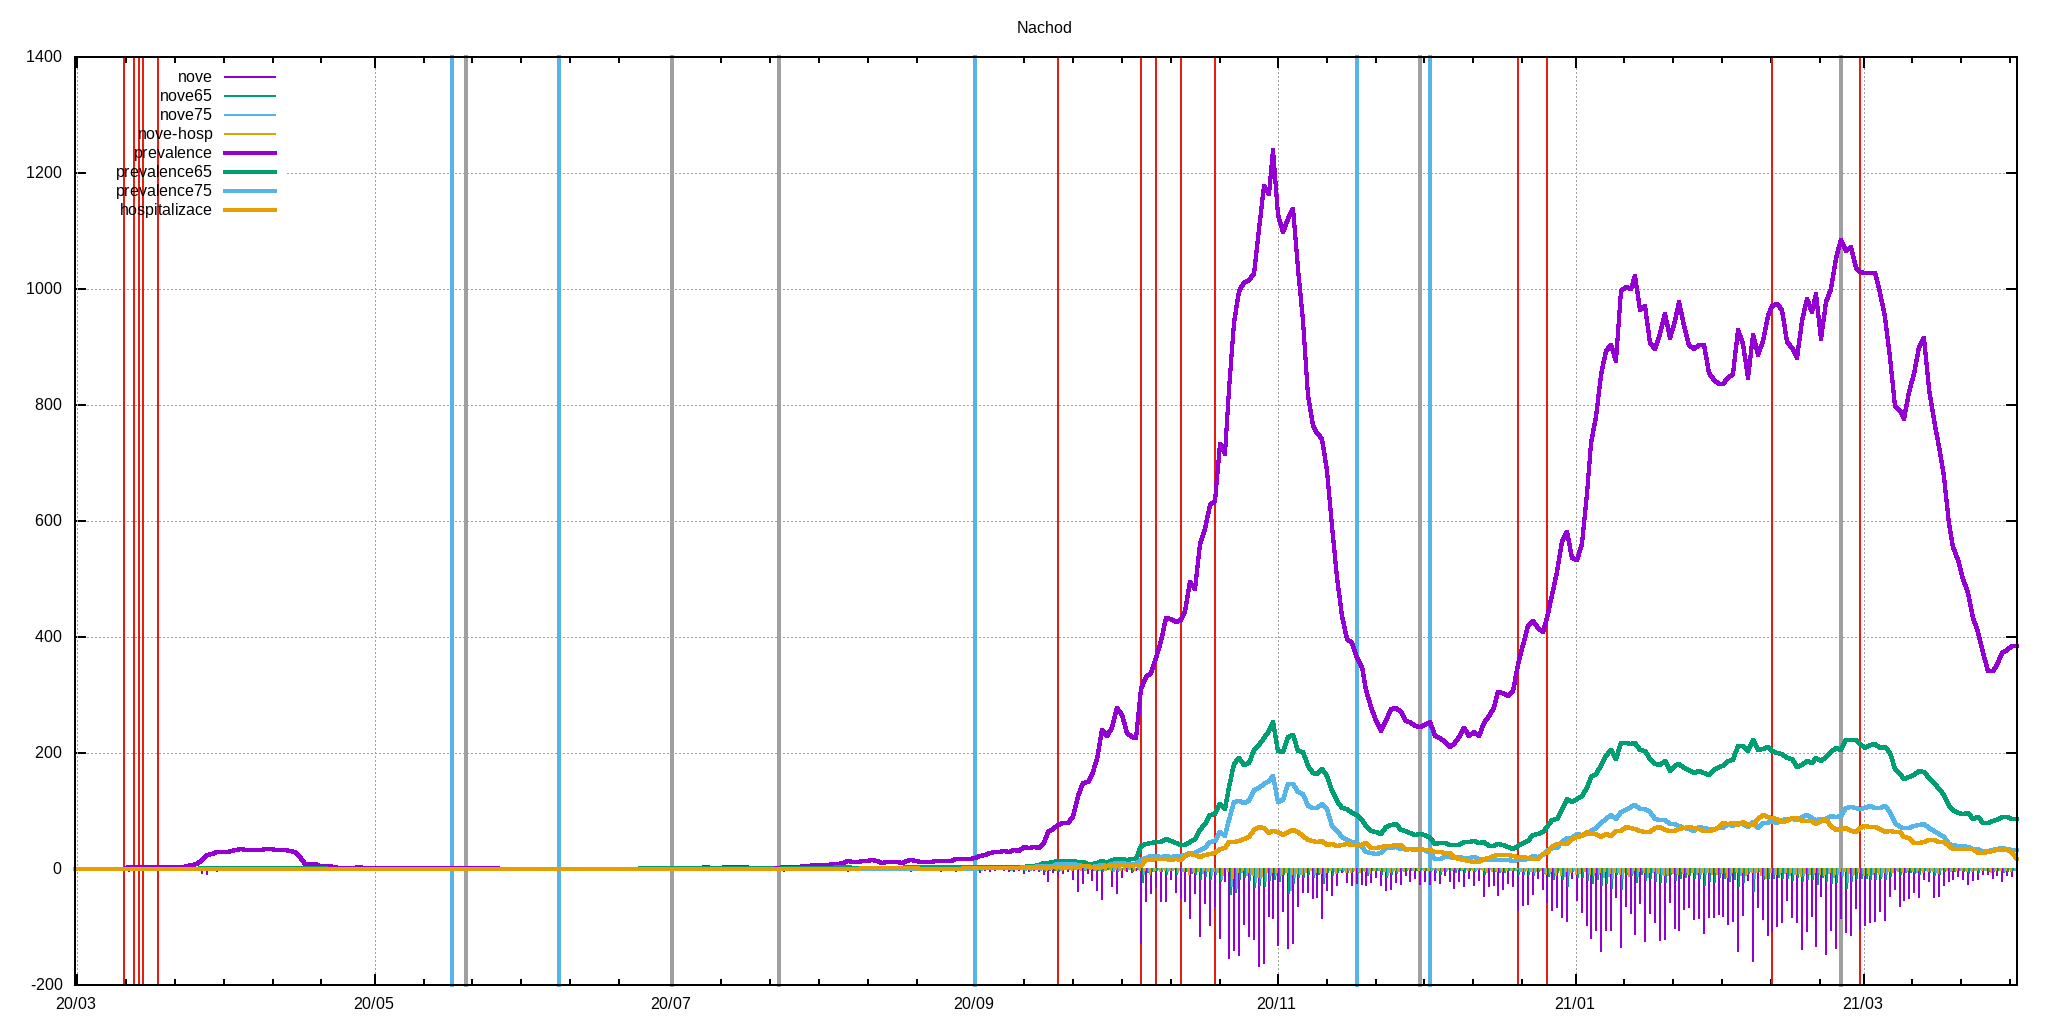 Nachod
1400
1200
1000
800
600
400
200
0
-200
nove
nove65
nove75
nove-hosp
prevalence
prevalence65
prevalence75
hospitalizace
20/03 20/05 20/07 20/09 20/11 21/01 21/03